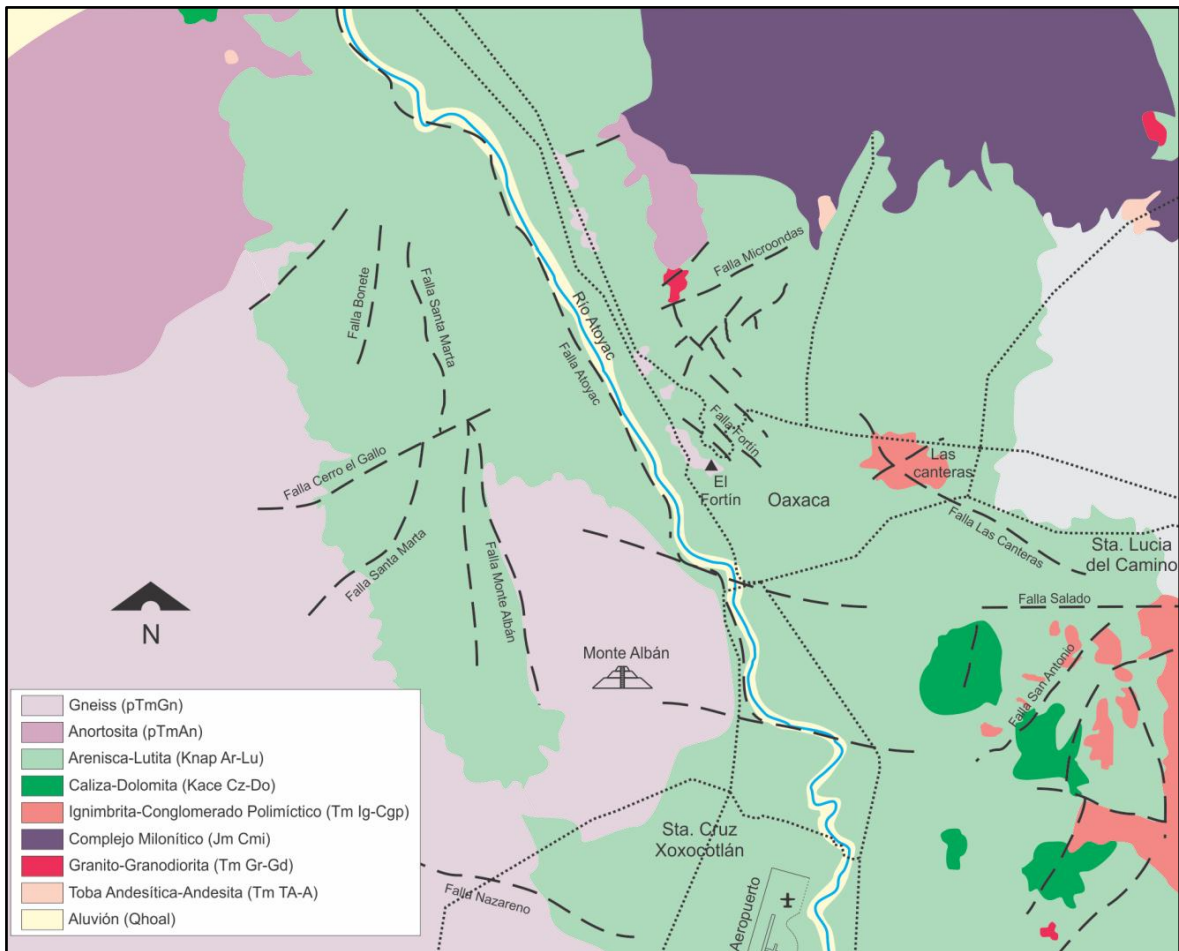 Falla Microondas
Falla Bonete
Falla Santa Marta
Río Atoyac
Falla Atoyac
Falla Fortín
Falla Cerro el Gallo
El
Fortín
Oaxaca
Las
canteras
Falla Las Canteras
Sta. Lucia
del Camino
Falla Santa Marta
Falla Monte Albán
Falla Salado
N
Monte Albán
Falla San Antonio
Gneiss (pTmGn)
Anortosita (pTmAn)
Arenisca-Lutita (Knap Ar-Lu)
Caliza-Dolomita (Kace Cz-Do)
Ignimbrita-Conglomerado Polimíctico (Tm Ig-Cgp)
Complejo Milonítico (Jm Cmi)
Granito-Granodiorita (Tm Gr-Gd)
Toba Andesítica-Andesita (Tm TA-A)
Aluvión (Qhoal)
Sta. Cruz
Xoxocotlán
Falla Nazareno
Aeropuerto